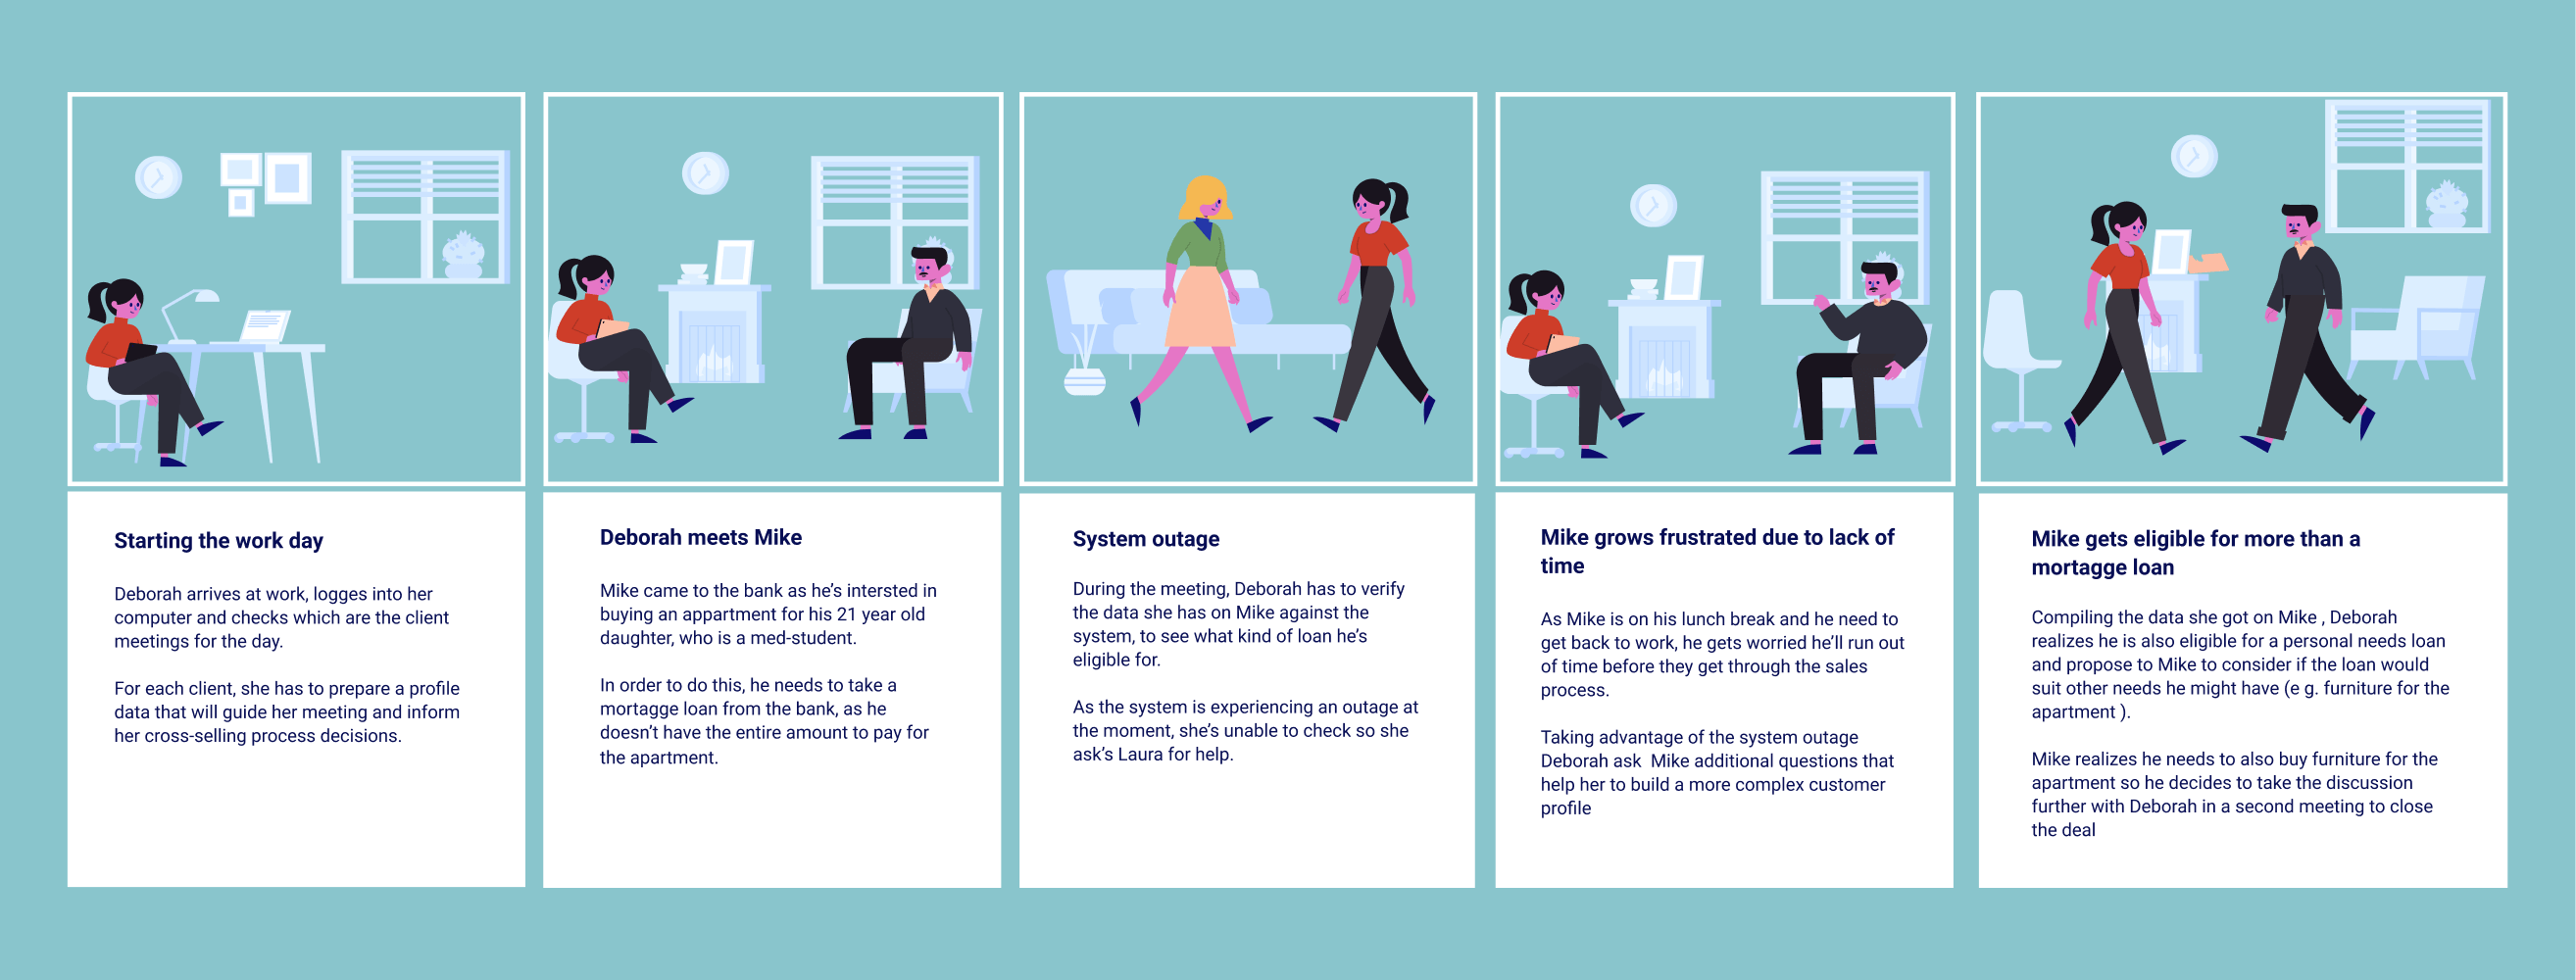 Starting the work day
Deborah arrives at work, logges into her
computer and checks which are the client
meetings for the day.
For each client, she has to prepare a profile
data that will guide her meeting and inform
her cross-selling process decisions.
Deborah meets Mike
Mike came to the bank as he's intersted in
buying an appartment for his 21 year old
daughter, who is a med-student.
In order to do this, he needs to take a
mortagge loan from the bank, as he
doesn't have the entire amount to pay for
the apartment.
System outage
During the meeting, Deborah has to verify
the data she has on Mike against the
system, to see what kind of loan he's
eligible for.
As the system is experiencing an outage at
the moment, she's unable to check so she
ask's Laura for help.
Mike grows frustrated due to lack of
time
As Mike is on his lunch break and he need to
get back to work, he gets worried he'll run out
of time before they get through the sales
process.
Taking advantage of the system outage
Deborah ask  Mike additional questions that
help her to build a more complex customer
profile
Mike gets eligible for more than a
mortagge loan
Compiling the data she got on Mike , Deborah
realizes he is also eligible for a personal needs loan
and propose to Mike to consider if the loan would
suit other needs he might have (e g. furniture for the
apartment ).
Mike realizes he needs to also buy furniture for the
apartment so he decides to take the discussion
further with Deborah in a second meeting to close
the deal